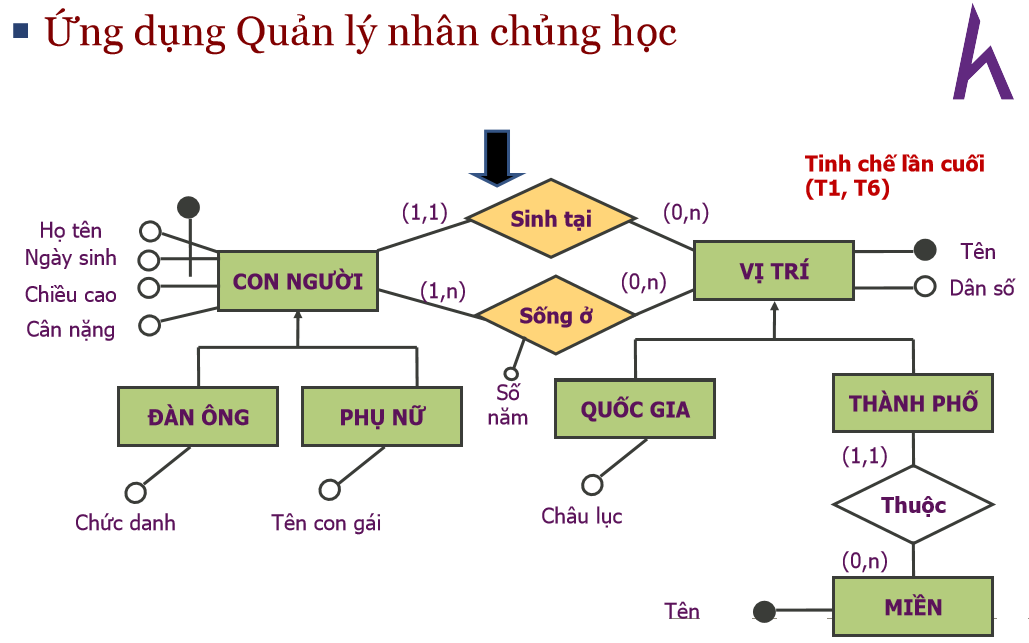 Ứng dụng Quản lý nhân chủng học
Tinh chế lần cuối
(T1, T6)
(1,1)
Sinh tại
(0,n)
Họ tên
Ngày sinh
Chiều cao
Cân nặng
CON NGƯỜI
VỊ TRÍ
Tên
Dân số
(1,n)
Sống ở
(0,n)
Số
năm
ĐÀN ÔNG
PHỤ NỮ
QUỐC GIA
THÀNH PHỐ
Chức danh
Tên con gái
Châu lục
(1,1)
Thuộc
(0,n)
Tên
MIỀN